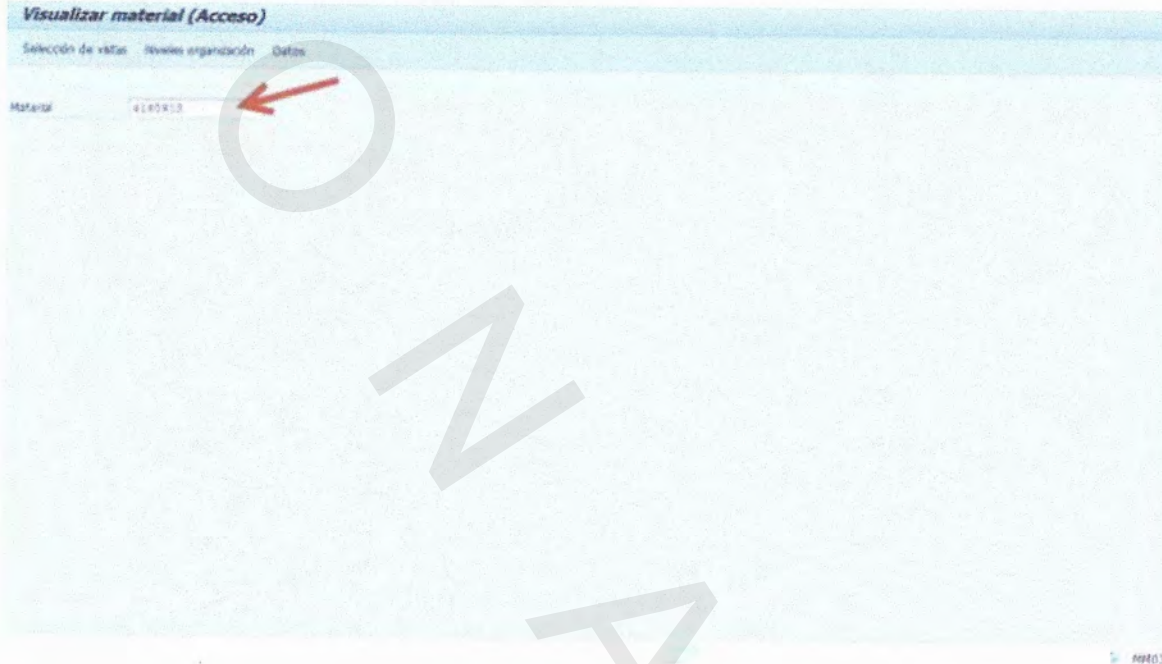 Visualizar material (Acceso)
Selección de vistas Niveles organización Datos
Material
O
N
A